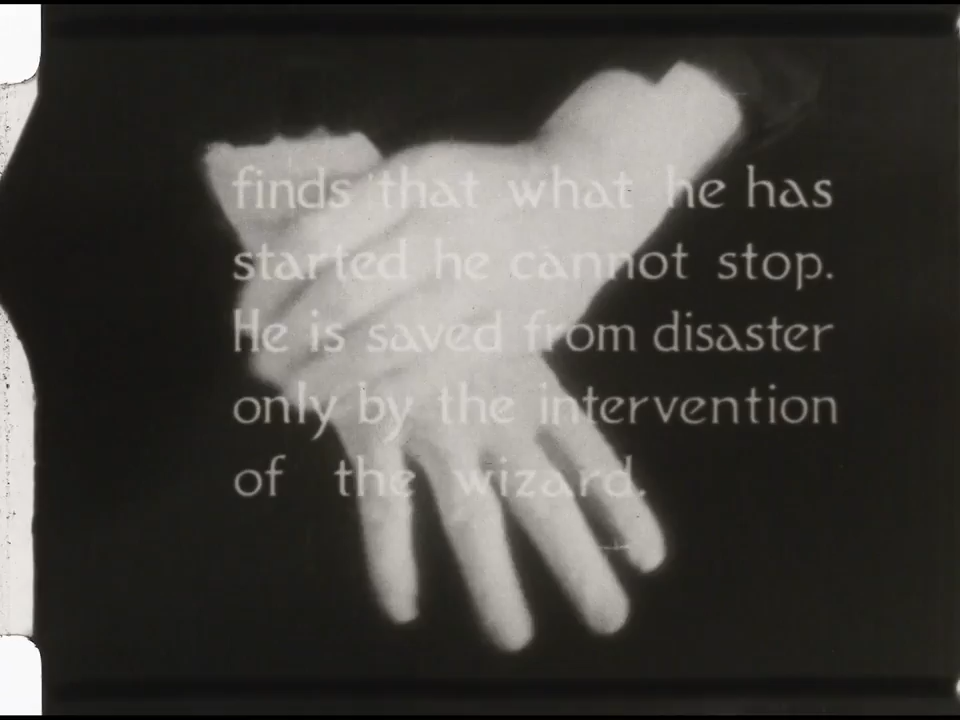 finds that what he has
started he cannot stop.
He is saved from disaster
only by the intervention
of the wizard.